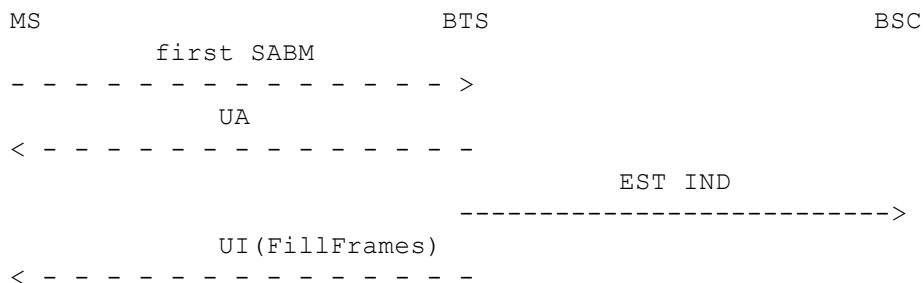 MS BTS BSC
first SABM
- - - - - - - - - - - - - - >
UA
< - - - - - - - - - - - - - -
EST IND
--------------------------->
UI(FillFrames)
< - - - - - - - - - - - - - -